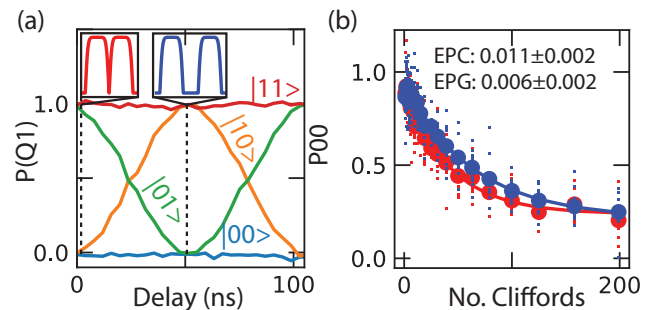 (a)
|11>
1.0
P(Q1)
|10>
|01>
|00>
0.0
0
100
Delay (ns)
(b)
EPC: 0.011±0.002
EPG: 0.006±0.002
1.0
P00
0.5
0.0
0
200
No. Cliffords